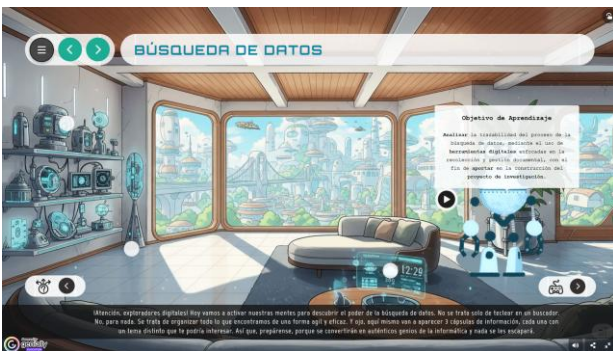 BÚSQUEDA DE DATOS
Objetivo de Aprendizaje
Analizar la trazabilidad del proceso de la
búsqueda de datos, mediante el uso de
herramientas digitales enfocadas en la
recolección y gestión documental, con el
fin de aportar en la construcción del
proyecto de investigación.
12:29
¡Atención, exploradores digitales! Hoy vamos a activar nuestras mentes para descubrir el poder de la búsqueda de datos. No se trata solo de teclear en un buscador.
No, para nada. Se trata de organizar todo lo que encontramos de una forma agil y eficaz. Y ojo, aquí mismo van a aparecer 3 cápsulas de información, cada una con
un tema distinto que te podría interesar. Así que, prepárense, porque se convertirán en auténticos genios de la informática y nada se les escapará.
genially